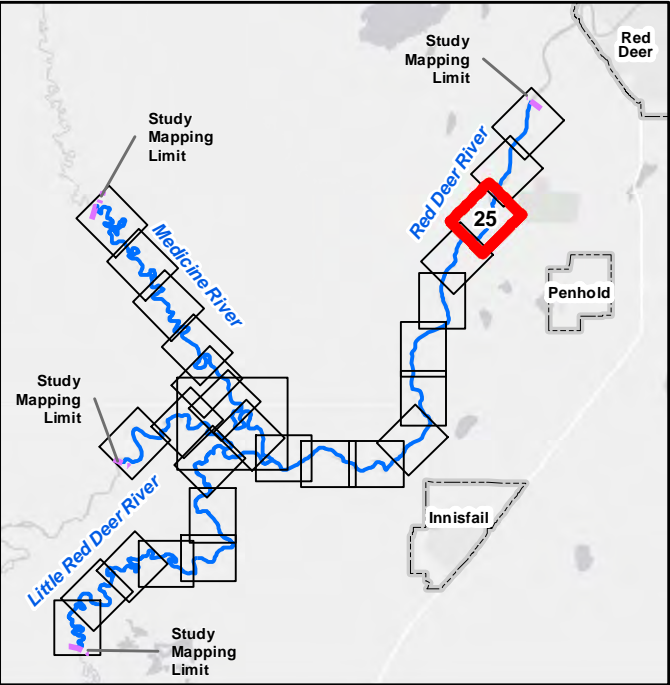 Red
Deer
Study
Mapping
Limit
Study
Mapping
Limit
Red Deer River
25
Medicine River
Penhold
Study
Mapping
Limit
Innisfail
Little Red Deer River
Study
Mapping
Limit